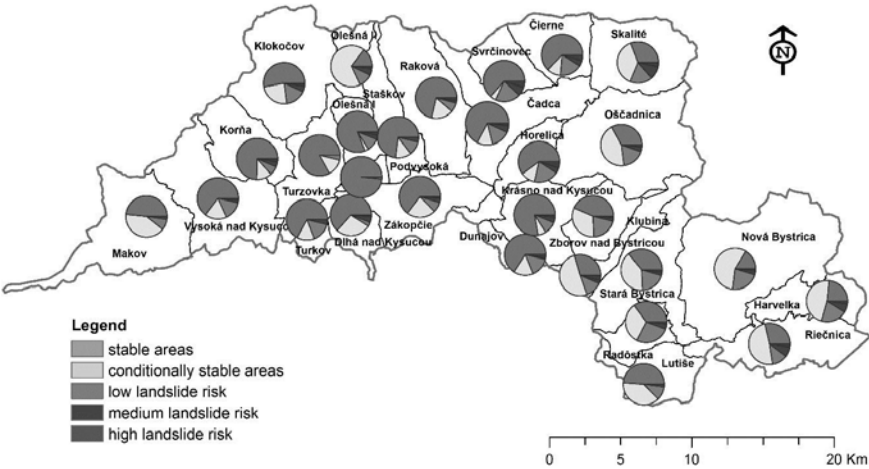 Čierne
Skalité
Klokočov
Olešná II
Svrčinovec
Raková
Staškov
Olešná I
Čadca
Oščadnica
Korňa
Horelica
Podvysoká
Turzovka
Krásno nad Kysucou
Zákopčie
Klubina
Vysoká nad Kysuco
Dlhá nad Kysucou
Dunajov
Zborov nad Bystricou
Nová Bystrica
Makov
Turkov
Stará Bystrica
Harvelka
Riečnica
Radôstka
Lutiše
N
Legend
stable areas
conditionally stable areas
low landslide risk
medium landslide risk
high landslide risk
0 5 10 20 Km